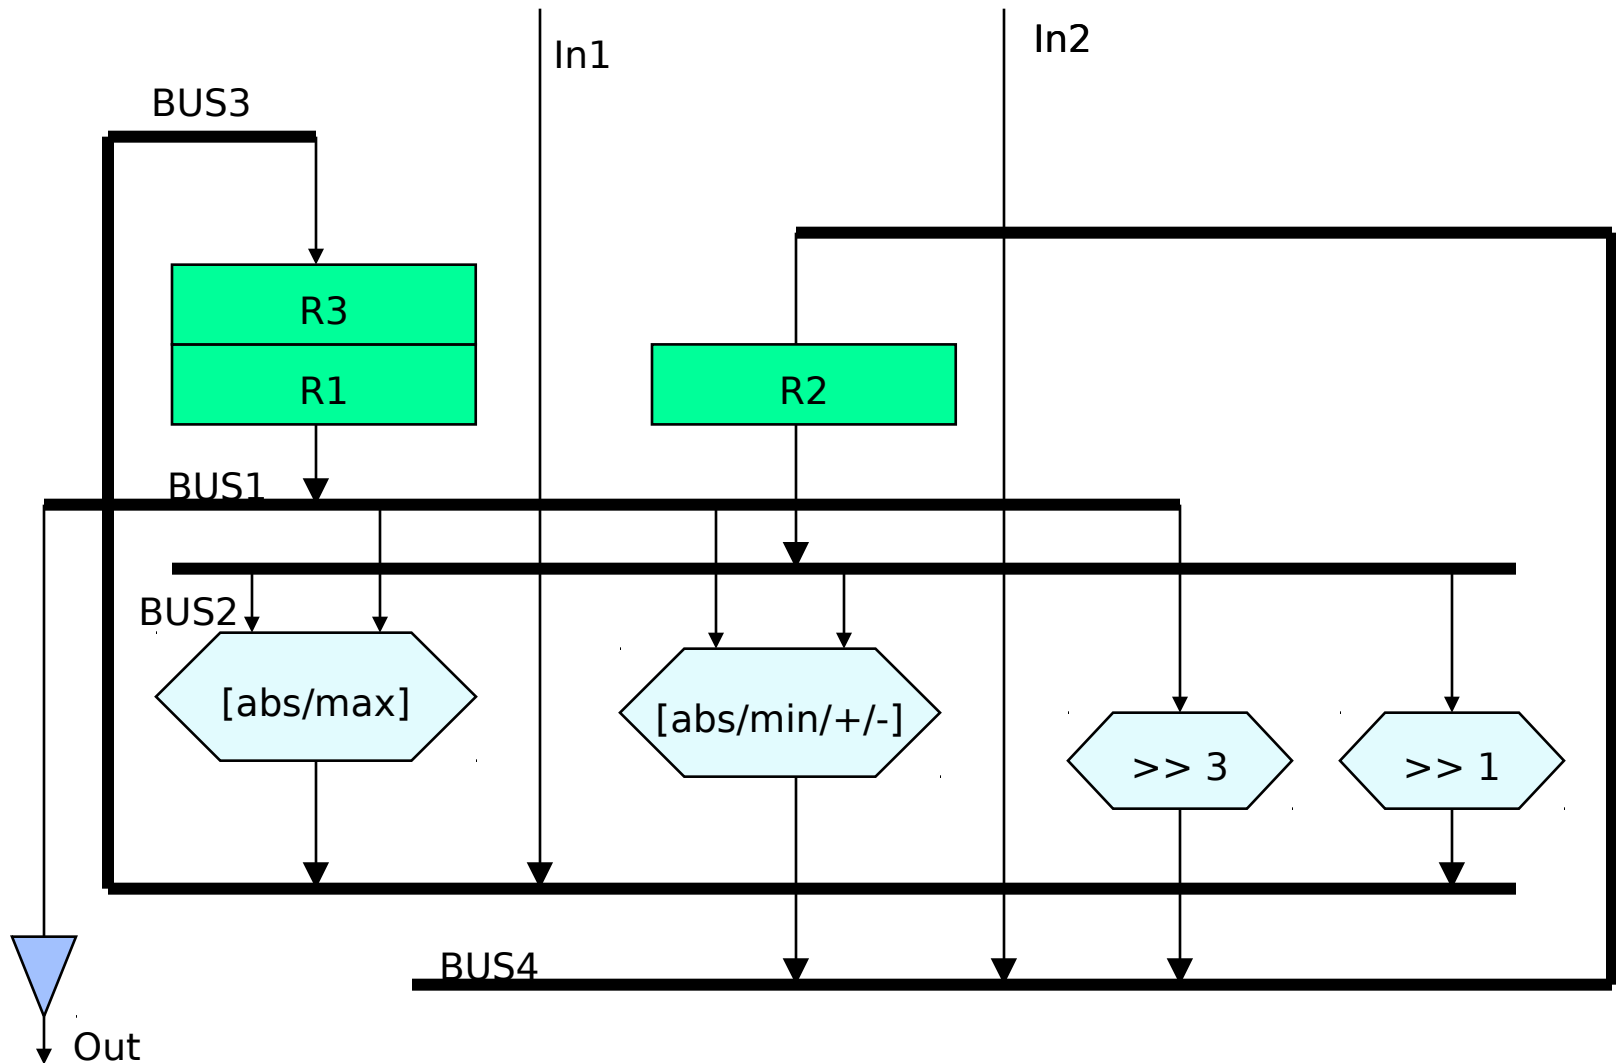 In2
In1
BUS3
R3
R1
R2
BUS1
BUS2
[abs/max]
[abs/min/+/-]
>> 3
>> 1
BUS4
Out